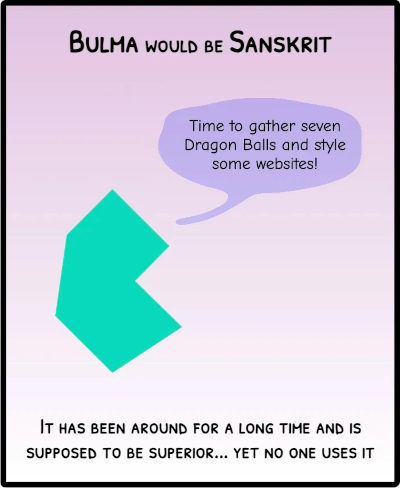 Bulma would be Sanskrit
Time to gather seven
Dragon Balls and style
some websites!
It has been around for a long time and is
supposed to be superior... yet no one uses it